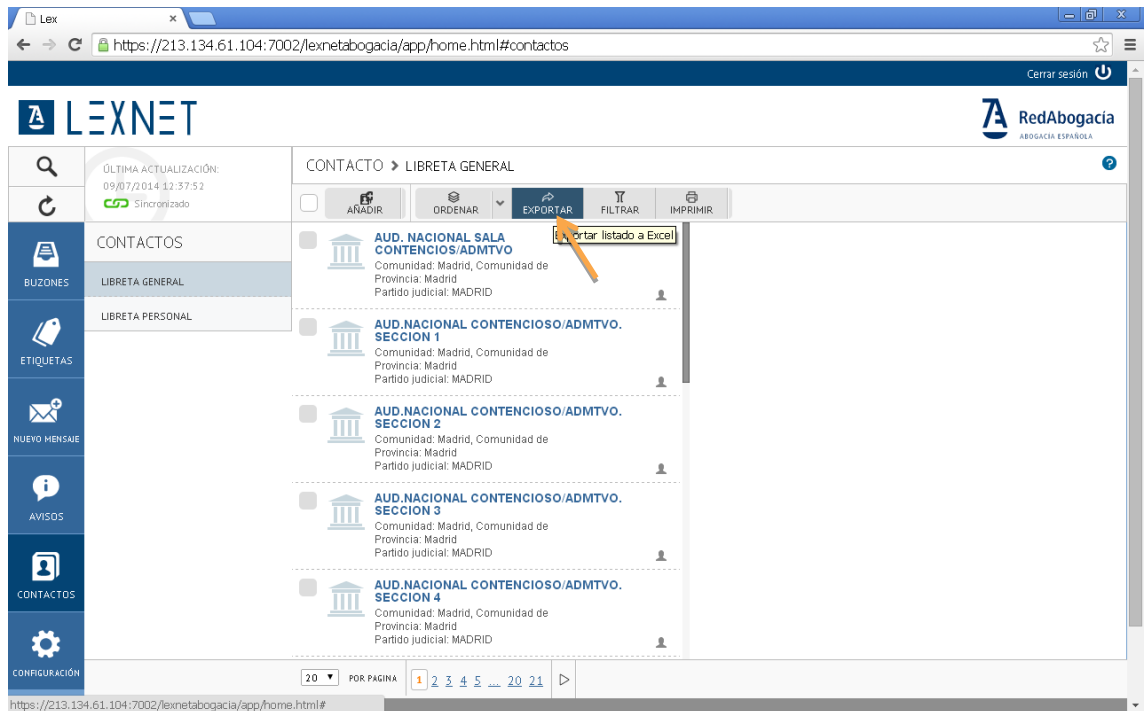 Lex
https://213.134.61.104:7002/lexnetabogacia/app/home.html#contactos
Cerrar sesión
LEXNET
RedAbogacía
ABOGACIA ESPAÑOLA
ÚLTIMA ACTUALIZACIÓN:
09/07/2014 12:37:52
Sincronizado
CONTACTO > LIBRETA GENERAL
AÑADIR
ORDENAR
EXPORTAR
FILTRAR
IMPRIMIR
Exportar listado a Excel
BUZONES
ETIQUETAS
NUEVO MENSAJE
AVISOS
CONTACTOS
CONFIGURACIÓN
CONTACTOS
LIBRETA GENERAL
LIBRETA PERSONAL
AUD. NACIONAL SALA
CONTENCIOS/ADMTVO
Comunidad: Madrid, Comunidad de
Provincia: Madrid
Partido judicial: MADRID
AUD.NACIONAL CONTENCIOSO/ADMTVO.
SECCION 1
Comunidad: Madrid, Comunidad de
Provincia: Madrid
Partido judicial: MADRID
AUD.NACIONAL CONTENCIOSO/ADMTVO.
SECCION 2
Comunidad: Madrid, Comunidad de
Provincia: Madrid
Partido judicial: MADRID
AUD.NACIONAL CONTENCIOSO/ADMTVO.
SECCION 3
Comunidad: Madrid, Comunidad de
Provincia: Madrid
Partido judicial: MADRID
AUD.NACIONAL CONTENCIOSO/ADMTVO.
SECCION 4
Comunidad: Madrid, Comunidad de
Provincia: Madrid
Partido judicial: MADRID
20 POR PAGINA 1 2 3 4 5 ... 20 21
https://213.134.61.104:7002/lexnetabogacia/app/home.html#